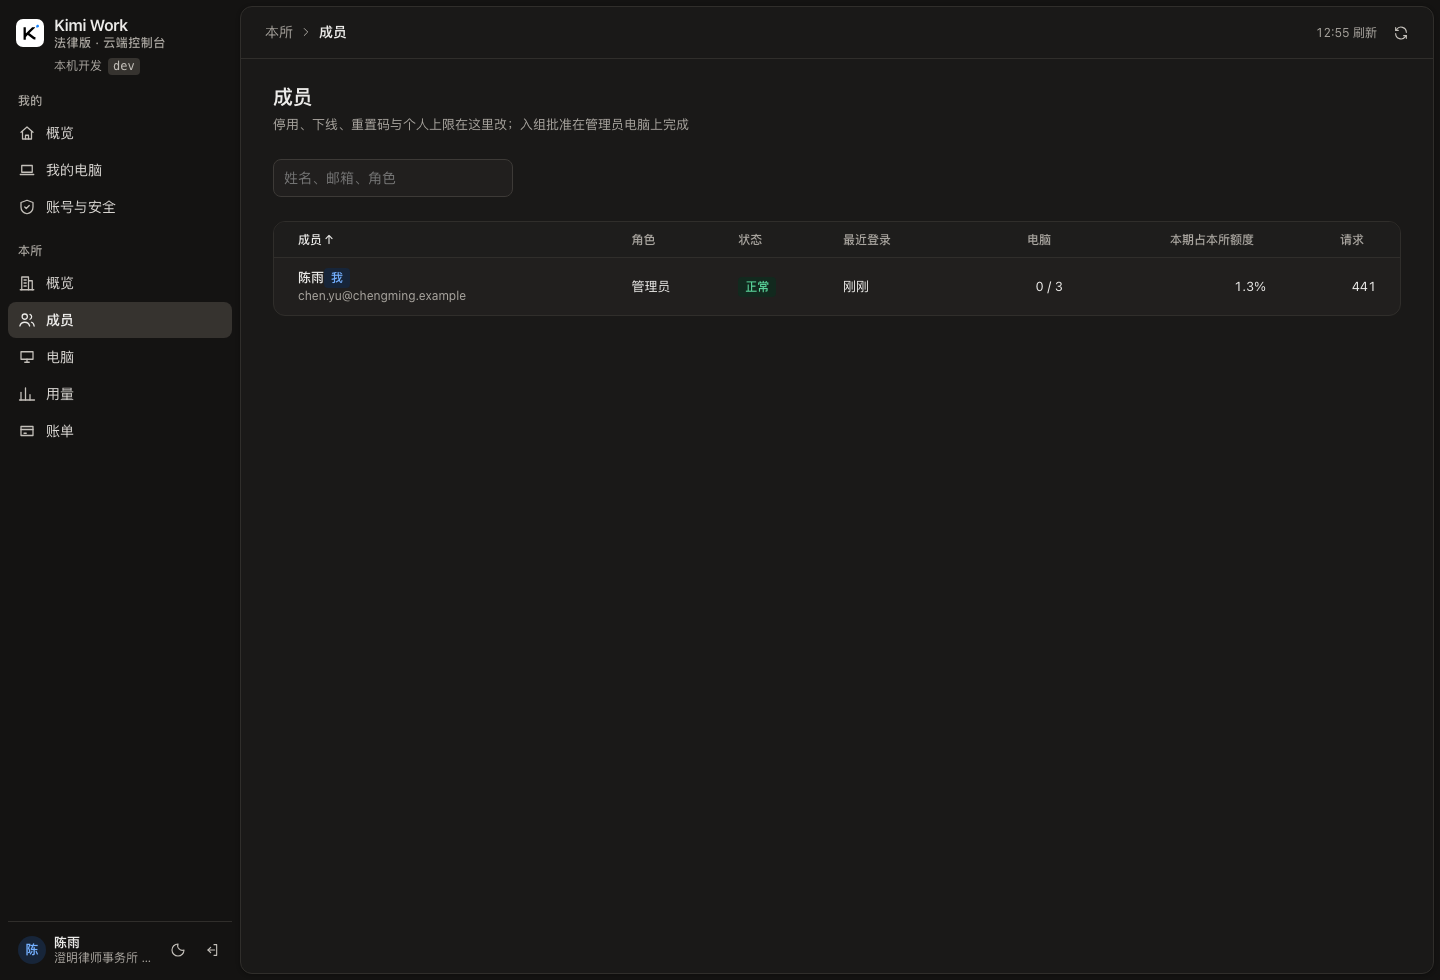 Kimi Work
法律版 · 云端控制台
本机开发 dev
我的
概览
我的电脑
账号与安全
本所
概览
成员
电脑
用量
账单
陈
陈雨
澄明律师事务所 ...
本所 > 成员
12:55 刷新
成员
停用、下线、重置码与个人上限在这里改；入组批准在管理员电脑上完成
姓名、邮箱、角色
成员 ↑ 角色 状态 最近登录 电脑 本期占本所额度 请求
陈雨 我
chen.yu@chengming.example
管理员 正常 刚刚 0 / 3 1.3% 441